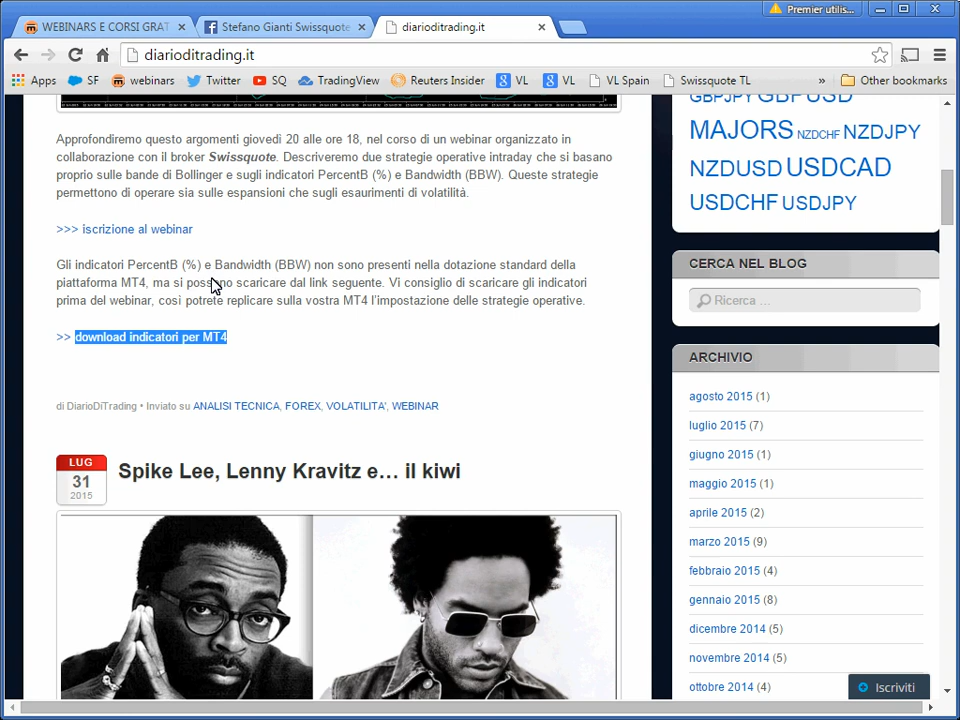 Premier utilis...
WEBINARS E CORSI GRAT
Stefano Gianti Swissquote
diarioditrading.it
diarioditrading.it
Apps
SF
webinars
Twitter
SQ
TradingView
Reuters Insider
VL
VL
VL Spain
Swissquote TL
»
Other bookmarks
Approfondiremo questo argomenti giovedì 20 alle ore 18, nel corso di un webinar organizzato in
collaborazione con il broker Swissquote. Descriveremo due strategie operative intraday che si basano
proprio sulle bande di Bollinger e sugli indicatori PercentB (%) e Bandwidth (BBW). Queste strategie
permettono di operare sia sulle espansioni che sugli esaurimenti di volatilità.
>>> iscrizione al webinar
Gli indicatori PercentB (%) e Bandwidth (BBW) non sono presenti nella dotazione standard della
piattaforma MT4, ma si possono scaricare dal link seguente. Vi consiglio di scaricare gli indicatori
prima del webinar, così potrete replicare sulla vostra MT4 l'impostazione delle strategie operative.
>> download indicatori per MT4
di DiarioDiTrading • Inviato su ANALISI TECNICA, FOREX, VOLATILITA', WEBINAR
LUG
31
2015
Spike Lee, Lenny Kravitz e… il kiwi
GBPJPY GBPUSD
MAJORS NZDCHF NZDJPY
NZDUSD USDCAD
USDCHF USDJPY
CERCA NEL BLOG
Ricerca ...
ARCHIVIO
agosto 2015 (1)
luglio 2015 (7)
giugno 2015 (1)
maggio 2015 (1)
aprile 2015 (2)
marzo 2015 (9)
febbraio 2015 (4)
gennaio 2015 (8)
dicembre 2014 (5)
novembre 2014 (5)
ottobre 2014 (4)
Iscriviti